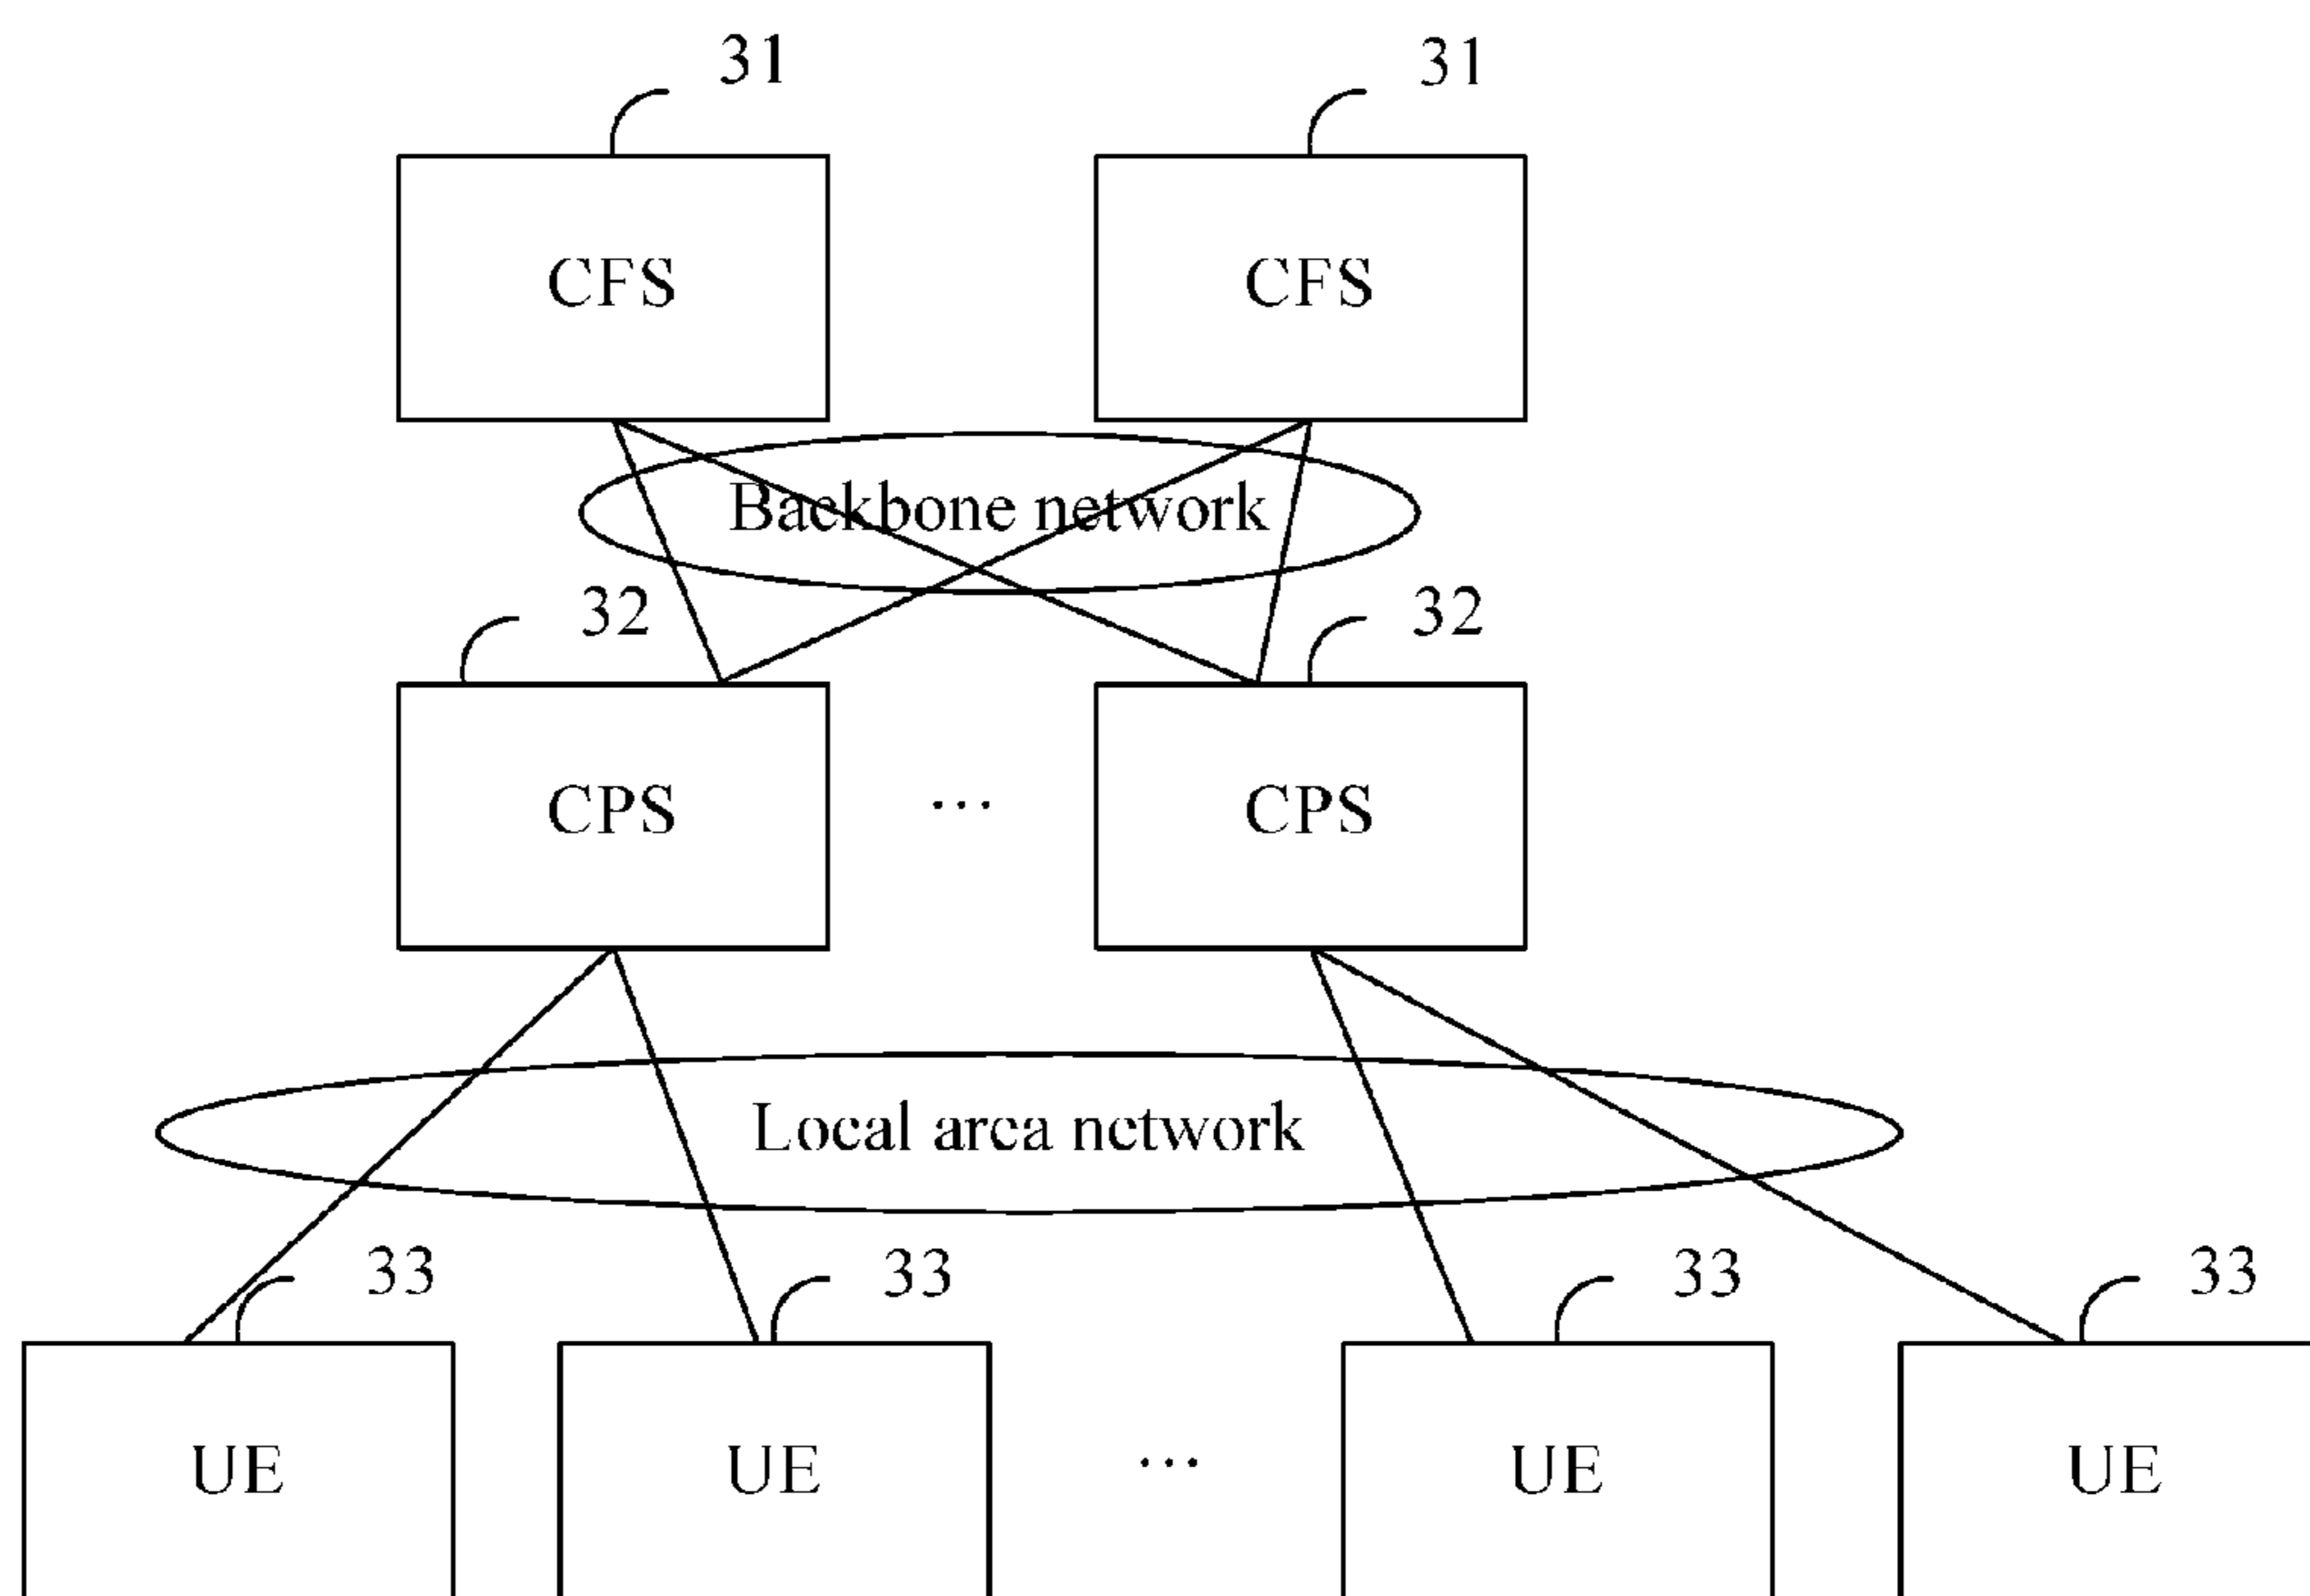 31 31
CFS CFS
Backbone network
32 32
CPS ... CPS
Local area network
33 33 33 33
UE UE ... UE UE